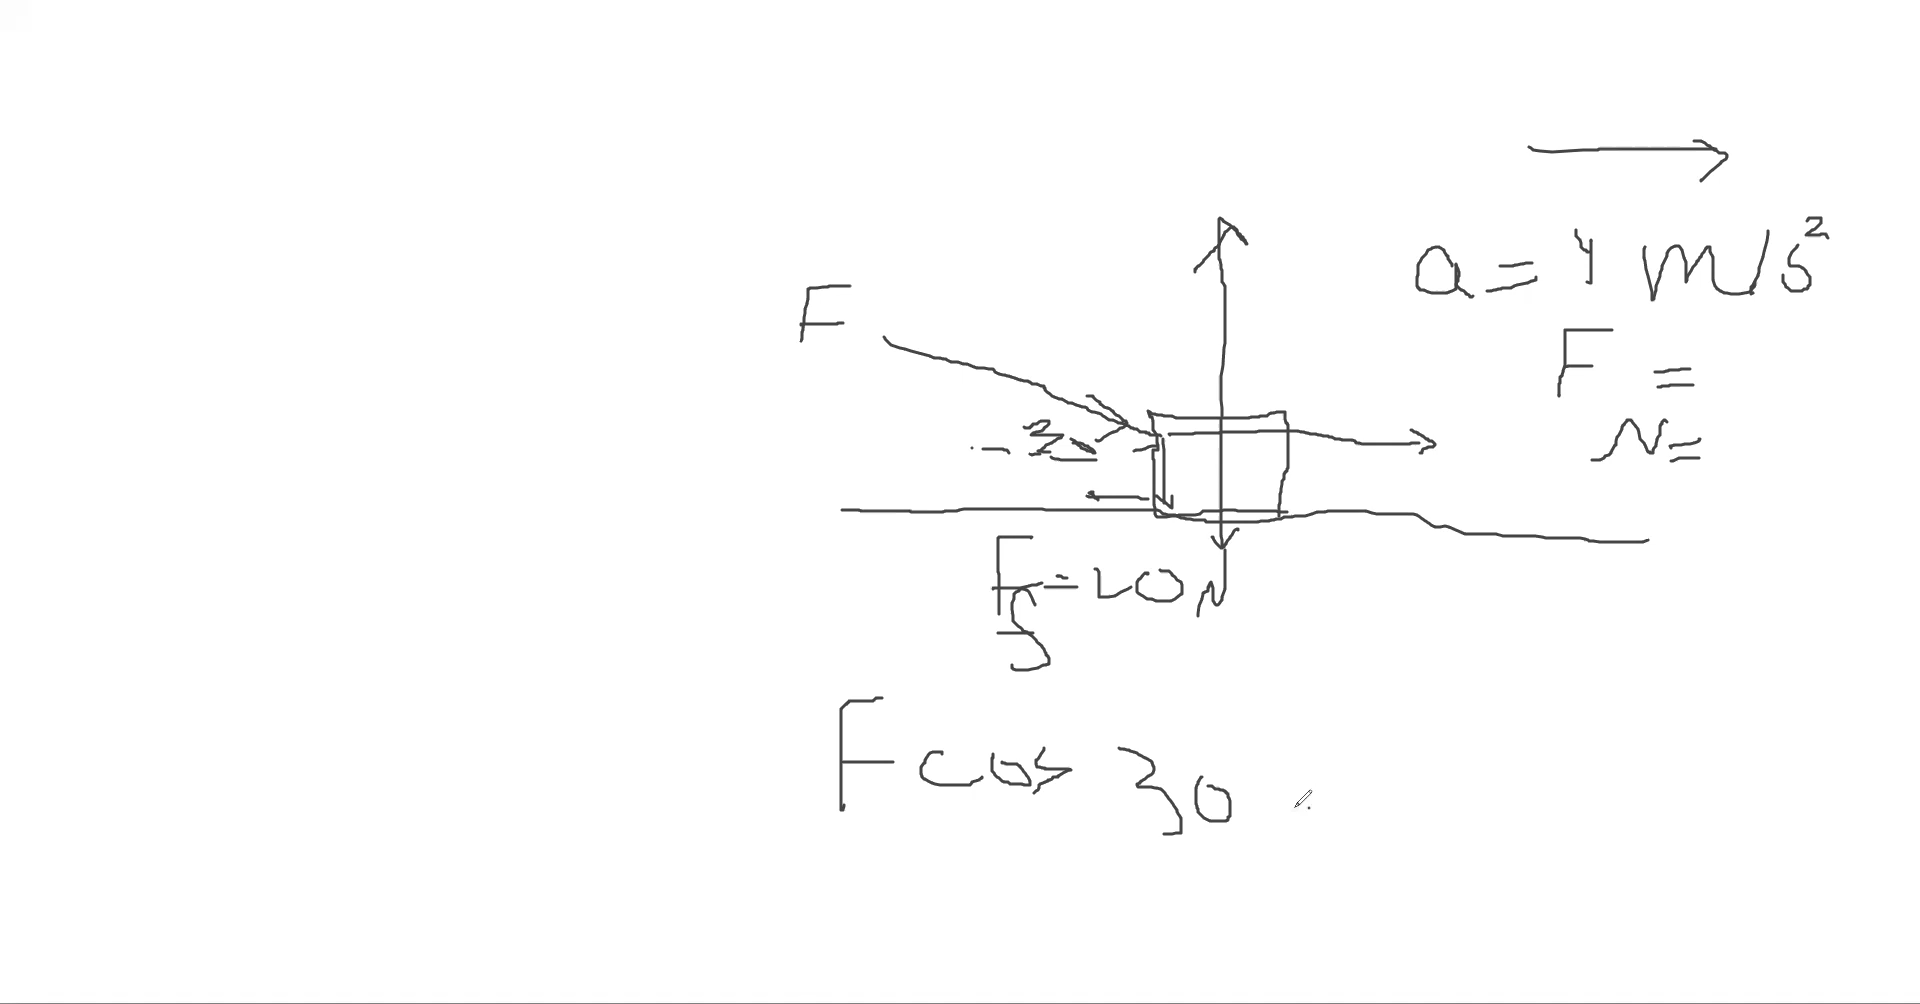 a = 4 m/s²
F
F =
N =
30
Fs = 20 N
F cos 30